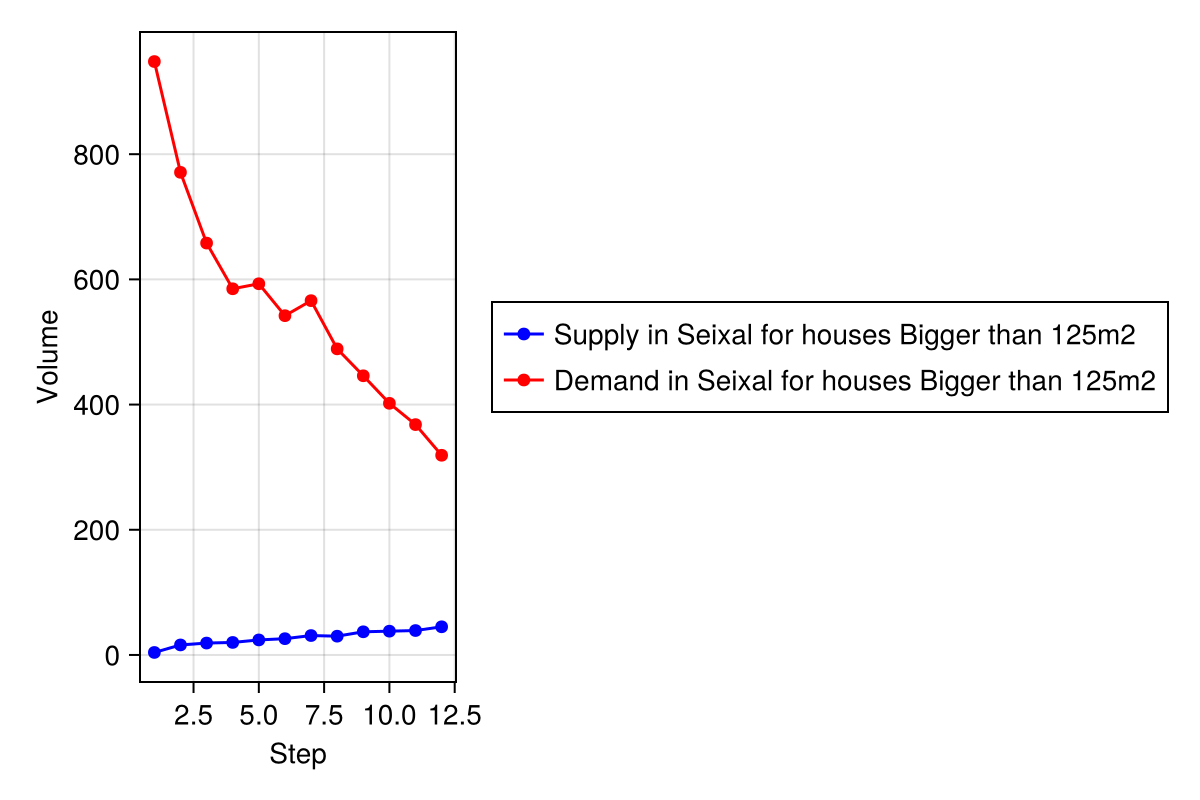 800
600
400
200
0
Volume
2.5 5.0 7.5 10.0 12.5
Step
Supply in Seixal for houses Bigger than 125m2
Demand in Seixal for houses Bigger than 125m2